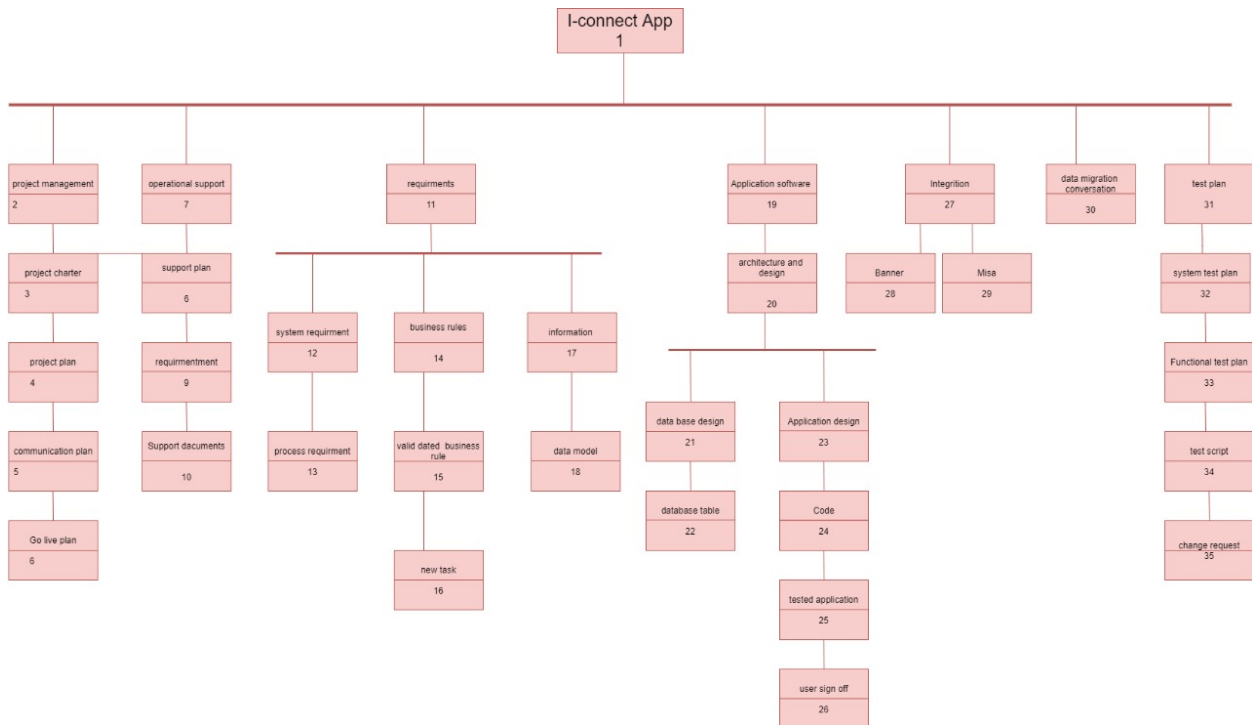 I-connect App
1
project management
2
operational support
7
requirments
11
Application software
19
Integrition
27
data migration
conversation
30
test plan
31
project charter
3
support plan
6
architecture and
design
20
Banner
28
Misa
29
system test plan
32
system requirment
12
business rules
14
information
17
project plan
4
requirmentment
9
Functional test plan
33
data base design
21
Application design
23
communication plan
5
Support dacuments
10
process requirment
13
valid dated business
rule
15
data model
18
test script
34
database table
22
Code
24
Go live plan
6
change request
35
new task
16
tested application
25
user sign off
26